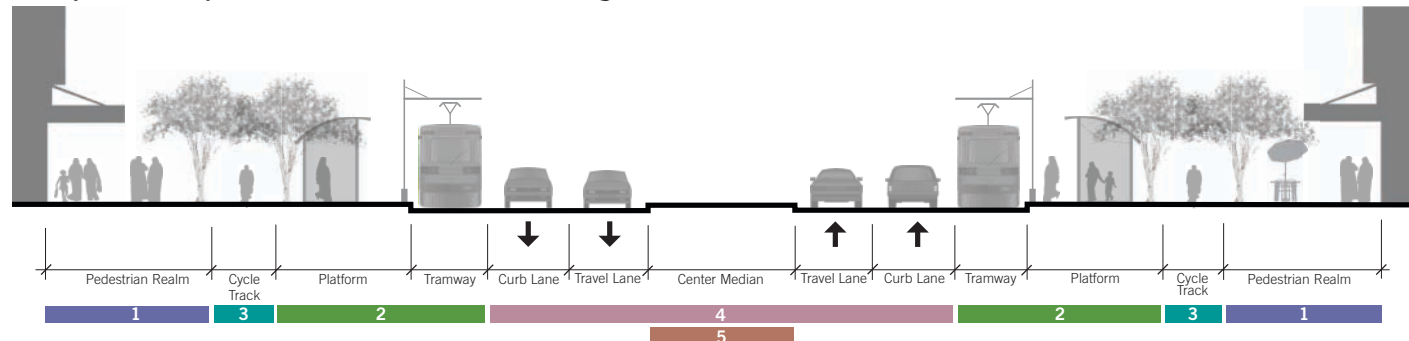 Pedestrian Realm
Cycle
Track
Platform
Tramway
Curb Lane
Travel Lane
Center Median
Travel Lane
Curb Lane
Tramway
Platform
Cycle
Track
Pedestrian Realm
1
3
2
4
2
3
1
5